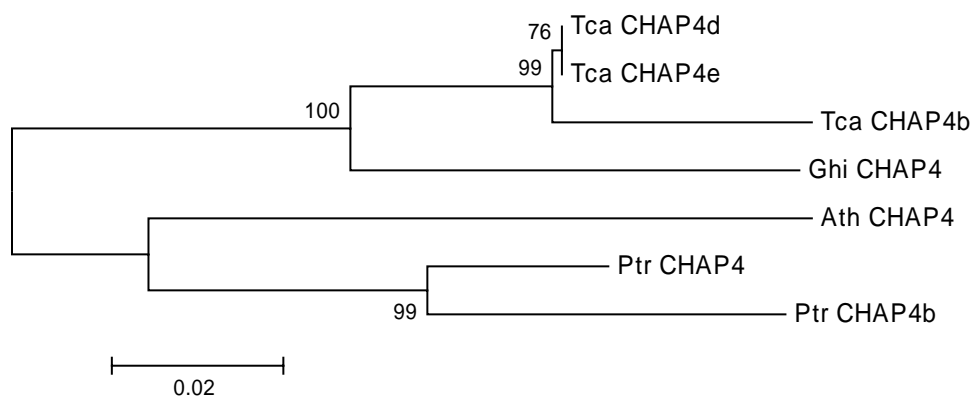 76 Tca CHAP4d
99 Tca CHAP4e
100 Tca CHAP4b
Ghi CHAP4
Ath CHAP4
Ptr CHAP4
99 Ptr CHAP4b
0.02